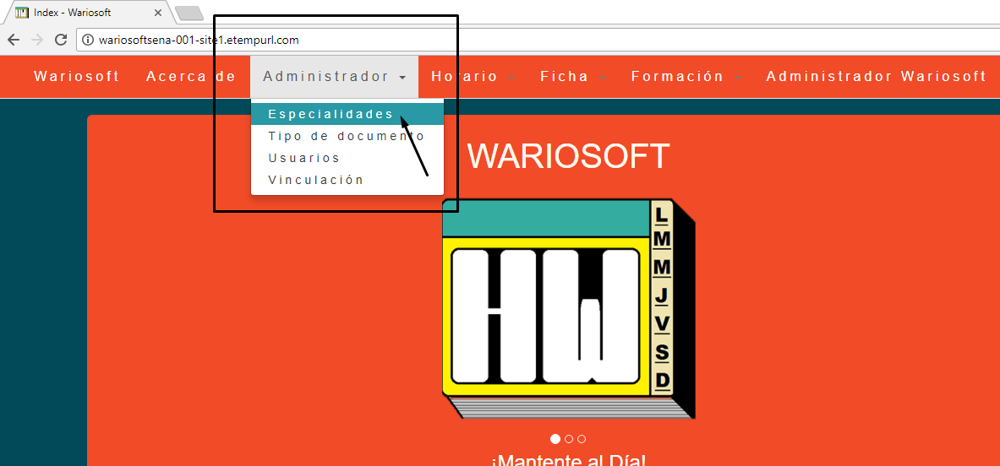 Index - Wariosoft
wariosoftsena-001-site1.etempurl.com
Wariosoft Acerca de Administrador Horario Ficha Formación Administrador Wariosoft
Especialidades
Tipo de documento
Usuarios
Vinculación
WARIOSOFT
HW
L
M
M
J
V
S
D
¡Mantente al Día!